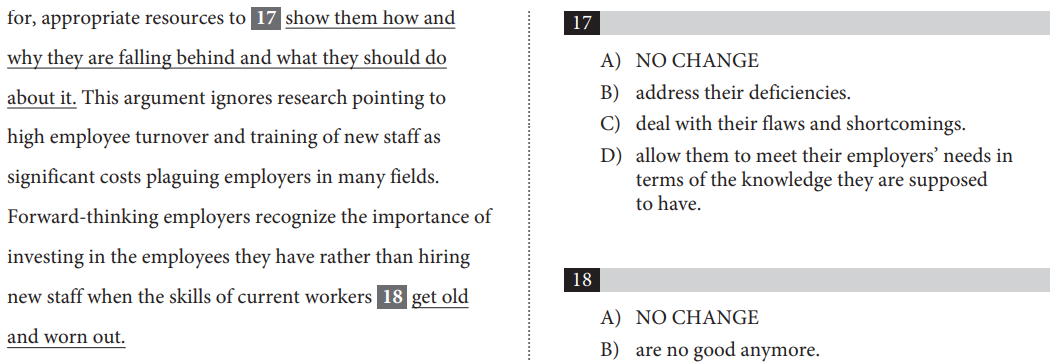 for, appropriate resources to 17 show them how and
why they are falling behind and what they should do
about it. This argument ignores research pointing to
high employee turnover and training of new staff as
significant costs plaguing employers in many fields.
Forward-thinking employers recognize the importance of
investing in the employees they have rather than hiring
new staff when the skills of current workers 18 get old
and worn out.
17
A) NO CHANGE
B) address their deficiencies.
C) deal with their flaws and shortcomings.
D) allow them to meet their employers’ needs in
terms of the knowledge they are supposed
to have.
18
A) NO CHANGE
B) are no good anymore.